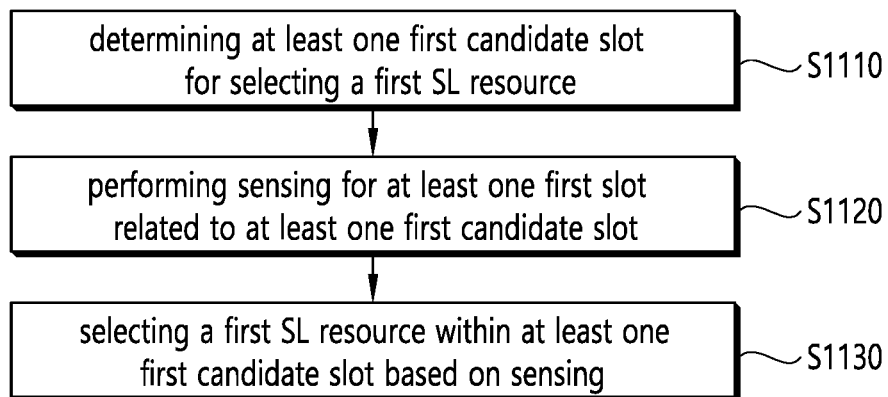 determining at least one first candidate slot
for selecting a first SL resource
S1110
performing sensing for at least one first slot
related to at least one first candidate slot
S1120
selecting a first SL resource within at least one
first candidate slot based on sensing
S1130